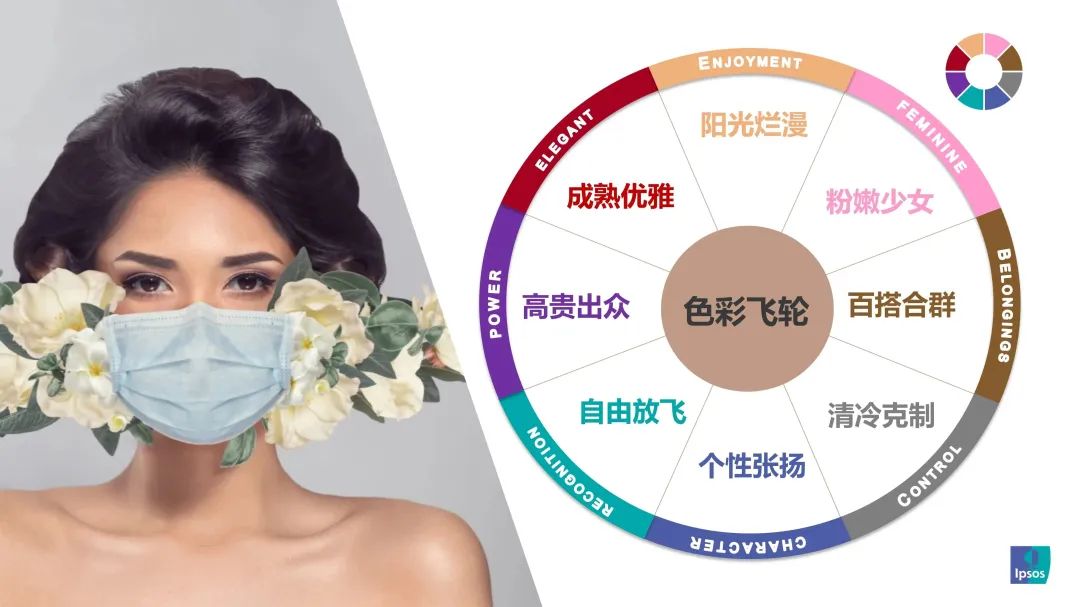 ENJOYMENT
阳光烂漫
FEMININE
粉嫩少女
BELONGINGS
百搭合群
CONTROL
清冷克制
CHARACTER
个性张扬
RECOGNITION
自由放飞
POWER
高贵出众
ELEGANT
成熟优雅
色彩飞轮
Ipsos